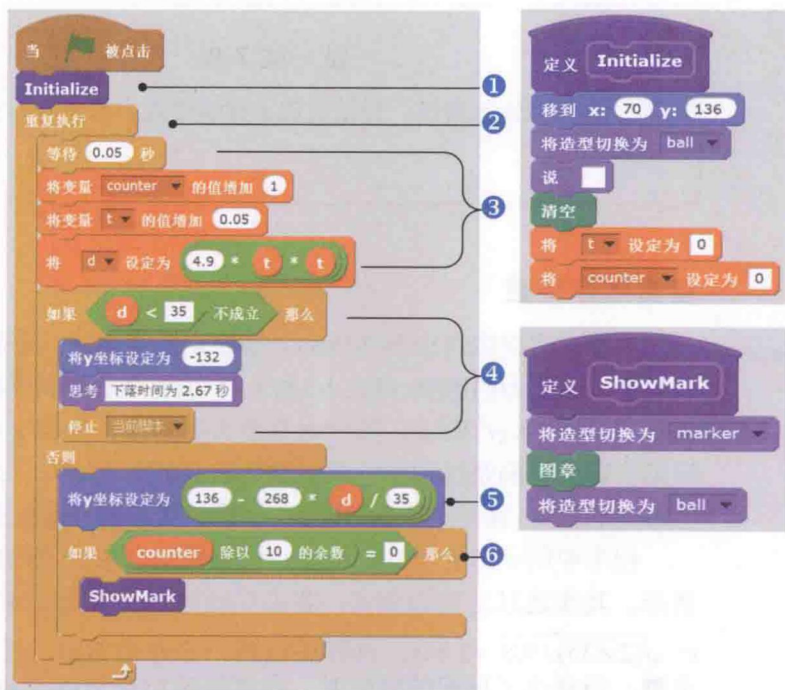 当 被点击
Initialize
重复执行
等待 0.05 秒
将变量 counter 的值增加 1
将变量 t 的值增加 0.05
将 d 设定为 4.9 * t * t
如果 d < 35 不成立 那么
将y坐标设定为 -132
思考 下落时间为 2.67 秒
停止 当前脚本
否则
将y坐标设定为 136 - 268 * d / 35
如果 counter 除以 10 的余数 = 0 那么
ShowMark
❶
❷
❸
❹
❺
❻
定义 Initialize
移到 x: 70 y: 136
将造型切换为 ball
说
清空
将 t 设定为 0
将 counter 设定为 0
定义 ShowMark
将造型切换为 marker
图章
将造型切换为 ball